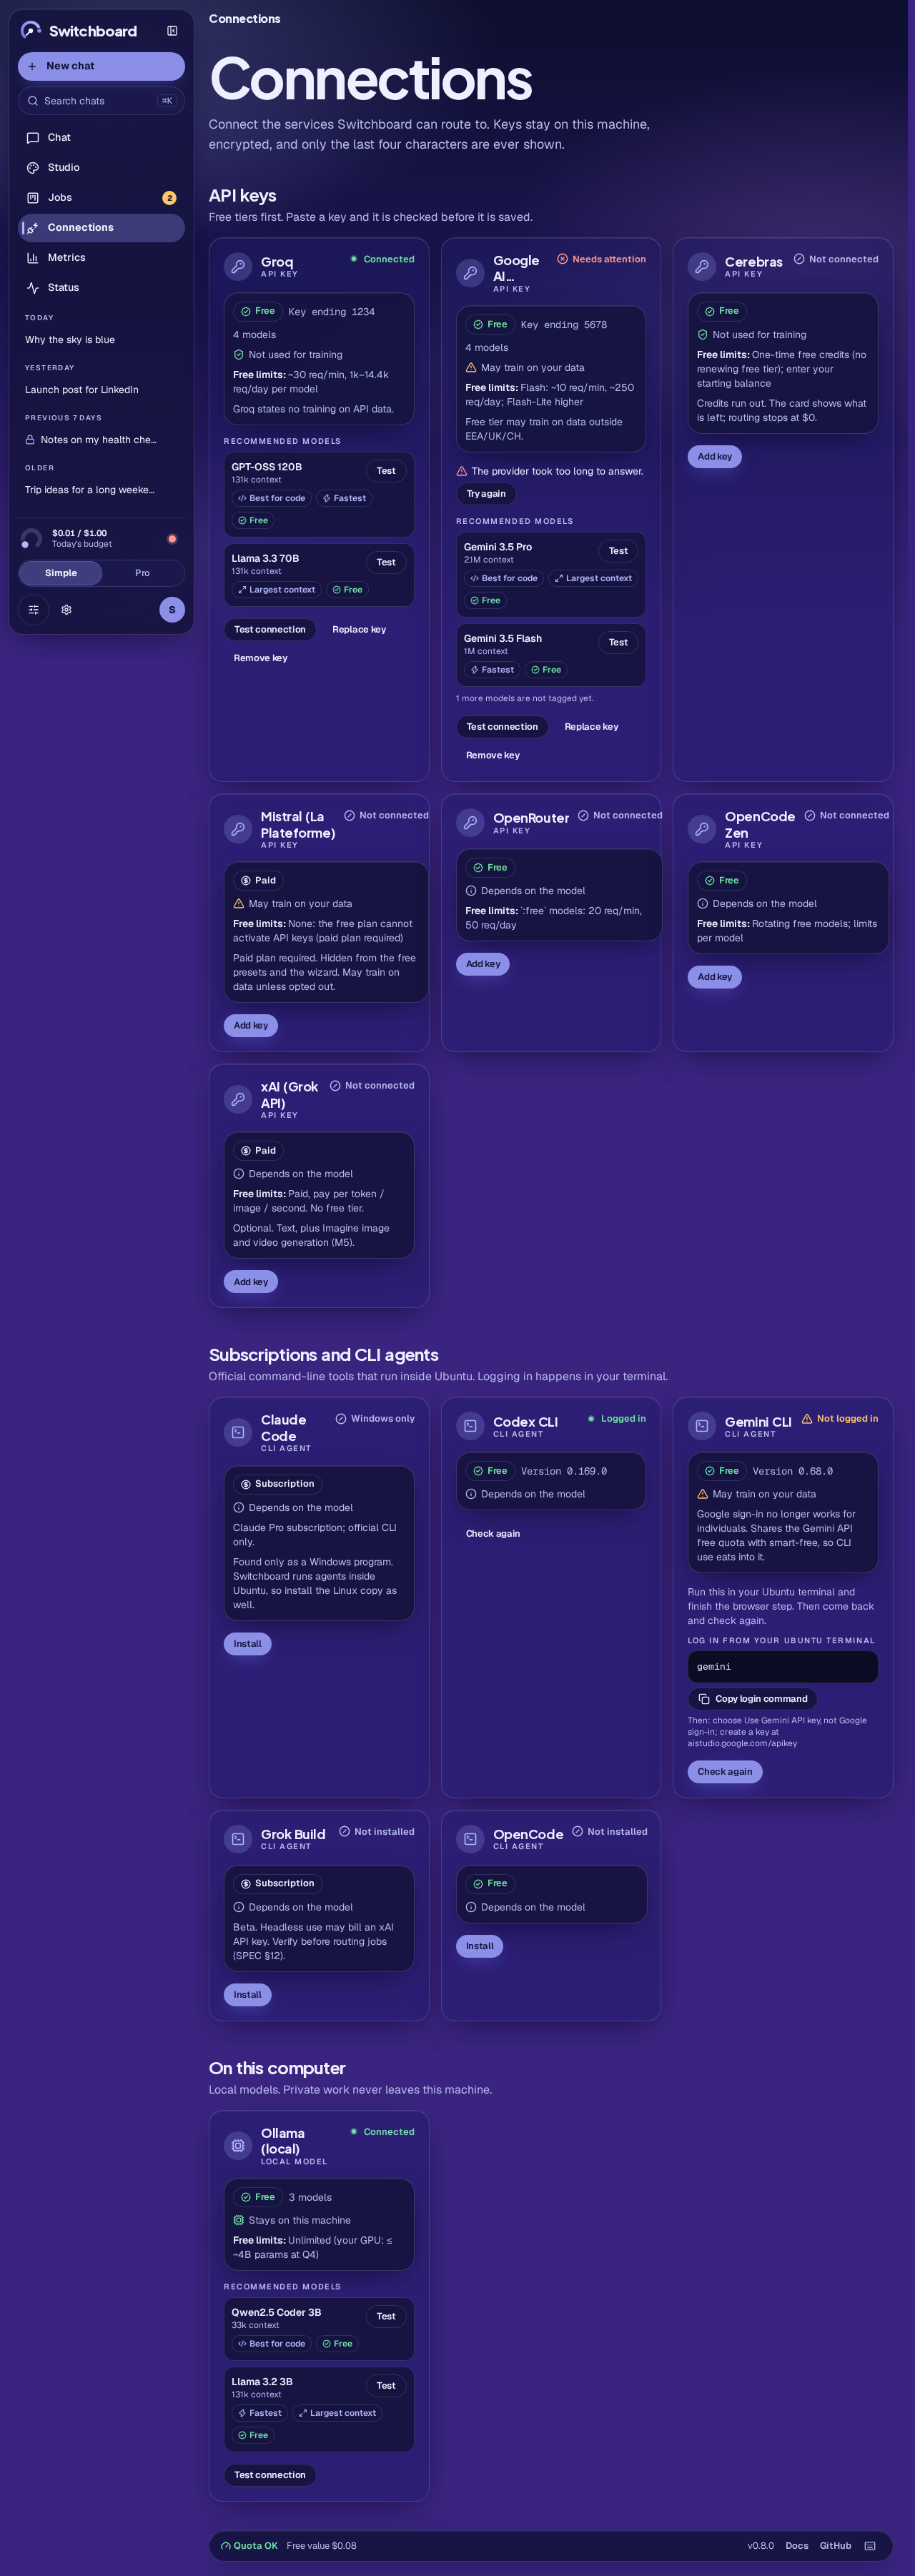 Switchboard
New chat
Search chats
⌘K
Chat
Studio
Jobs
2
Connections
Metrics
Status
TODAY
Why the sky is blue
YESTERDAY
Launch post for LinkedIn
PREVIOUS 7 DAYS
Notes on my health che...
OLDER
Trip ideas for a long weeke...
$0.01 / $1.00
Today's budget
Simple
Pro
S
Connections
Connections
Connect the services Switchboard can route to. Keys stay on this machine,
encrypted, and only the last four characters are ever shown.
API keys
Free tiers first. Paste a key and it is checked before it is saved.
Groq
API KEY
Connected
Free
Key ending 1234
4 models
Not used for training
Free limits: ~30 req/min, 1k–14.4k
req/day per model
Groq states no training on API data.
RECOMMENDED MODELS
GPT-OSS 120B
131k context
Test
Best for code
Fastest
Free
Llama 3.3 70B
131k context
Test
Largest context
Free
Test connection
Replace key
Remove key
Google
AI ...
API KEY
Needs attention
Free
Key ending 5678
4 models
May train on your data
Free limits: Flash: ~10 req/min, ~250
req/day; Flash-Lite higher
Free tier may train on data outside
EEA/UK/CH.
The provider took too long to answer.
Try again
RECOMMENDED MODELS
Gemini 3.5 Pro
2.1M context
Test
Best for code
Largest context
Free
Gemini 3.5 Flash
1M context
Test
Fastest
Free
1 more models are not tagged yet.
Test connection
Replace key
Remove key
Cerebras
API KEY
Not connected
Free
Not used for training
Free limits: One-time free credits (no
renewing free tier); enter your
starting balance
Credits run out. The card shows what
is left; routing stops at $0.
Add key
Mistral (La
Plateforme)
API KEY
Not connected
Paid
May train on your data
Free limits: None: the free plan cannot
activate API keys (paid plan required)
Paid plan required. Hidden from the free
presets and the wizard. May train on
data unless opted out.
Add key
OpenRouter
API KEY
Not connected
Free
Depends on the model
Free limits: `:free` models: 20 req/min,
50 req/day
Add key
OpenCode
Zen
API KEY
Not connected
Free
Depends on the model
Free limits: Rotating free models; limits
per model
Add key
xAI (Grok
API)
API KEY
Not connected
Paid
Depends on the model
Free limits: Paid, pay per token /
image / second. No free tier.
Optional. Text, plus Imagine image
and video generation (M5).
Add key
Subscriptions and CLI agents
Official command-line tools that run inside Ubuntu. Logging in happens in your terminal.
Claude
Code
CLI AGENT
Windows only
Subscription
Depends on the model
Claude Pro subscription; official CLI
only.
Found only as a Windows program.
Switchboard runs agents inside
Ubuntu, so install the Linux copy as
well.
Install
Codex CLI
CLI AGENT
Logged in
Free
Version 0.169.0
Depends on the model
Check again
Gemini CLI
CLI AGENT
Not logged in
Free
Version 0.68.0
May train on your data
Google sign-in no longer works for
individuals. Shares the Gemini API
free quota with smart-free, so CLI
use eats into it.
Run this in your Ubuntu terminal and
finish the browser step. Then come back
and check again.
LOG IN FROM YOUR UBUNTU TERMINAL
gemini
Copy login command
Then: choose Use Gemini API key, not Google
sign-in; create a key at
aistudio.google.com/apikey
Check again
Grok Build
CLI AGENT
Not installed
Subscription
Depends on the model
Beta. Headless use may bill an xAI
API key. Verify before routing jobs
(SPEC §12).
Install
OpenCode
CLI AGENT
Not installed
Free
Depends on the model
Install
On this computer
Local models. Private work never leaves this machine.
Ollama
(local)
LOCAL MODEL
Connected
Free
3 models
Stays on this machine
Free limits: Unlimited (your GPU: ≤
~4B params at Q4)
RECOMMENDED MODELS
Qwen2.5 Coder 3B
33k context
Test
Best for code
Free
Llama 3.2 3B
131k context
Test
Fastest
Largest context
Free
Test connection
Quota OK
Free value $0.08
v0.8.0
Docs
GitHub